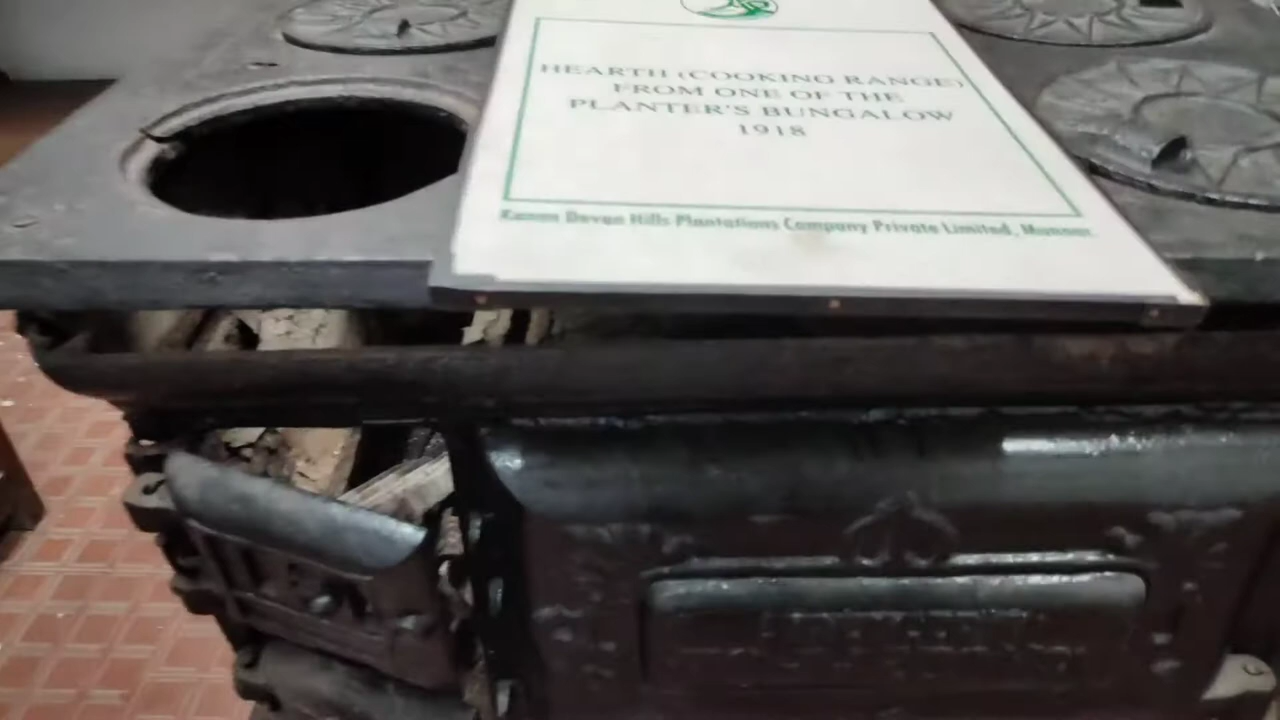 HEARTH (COOKING RANGE)
FROM ONE OF THE
PLANTER'S BUNGALOW
1918
Kanan Devan Hills Plantations Company Private Limited, Munnar.